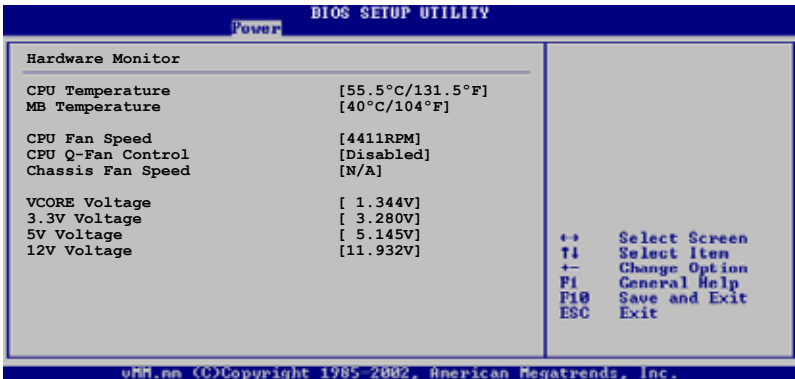 BIOS SETUP UTILITY
Power
Hardware Monitor
CPU Temperature [55.5°C/131.5°F]
MB Temperature [40°C/104°F]
CPU Fan Speed [4411RPM]
CPU Q-Fan Control [Disabled]
Chassis Fan Speed [N/A]
VCORE Voltage [ 1.344V]
3.3V Voltage [ 3.280V]
5V Voltage [ 5.145V]
12V Voltage [11.932V]
↔ Select Screen
↑↓ Select Item
+- Change Option
F1 General Help
F10 Save and Exit
ESC Exit
vMM.mm (C)Copyright 1985-2002, American Megatrends, Inc.